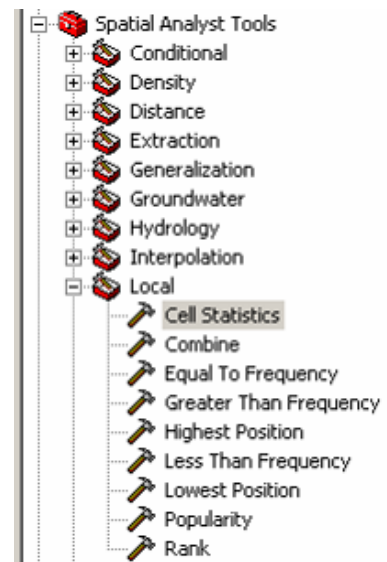 Spatial Analyst Tools
Conditional
Density
Distance
Extraction
Generalization
Groundwater
Hydrology
Interpolation
Local
Cell Statistics
Combine
Equal To Frequency
Greater Than Frequency
Highest Position
Less Than Frequency
Lowest Position
Popularity
Rank